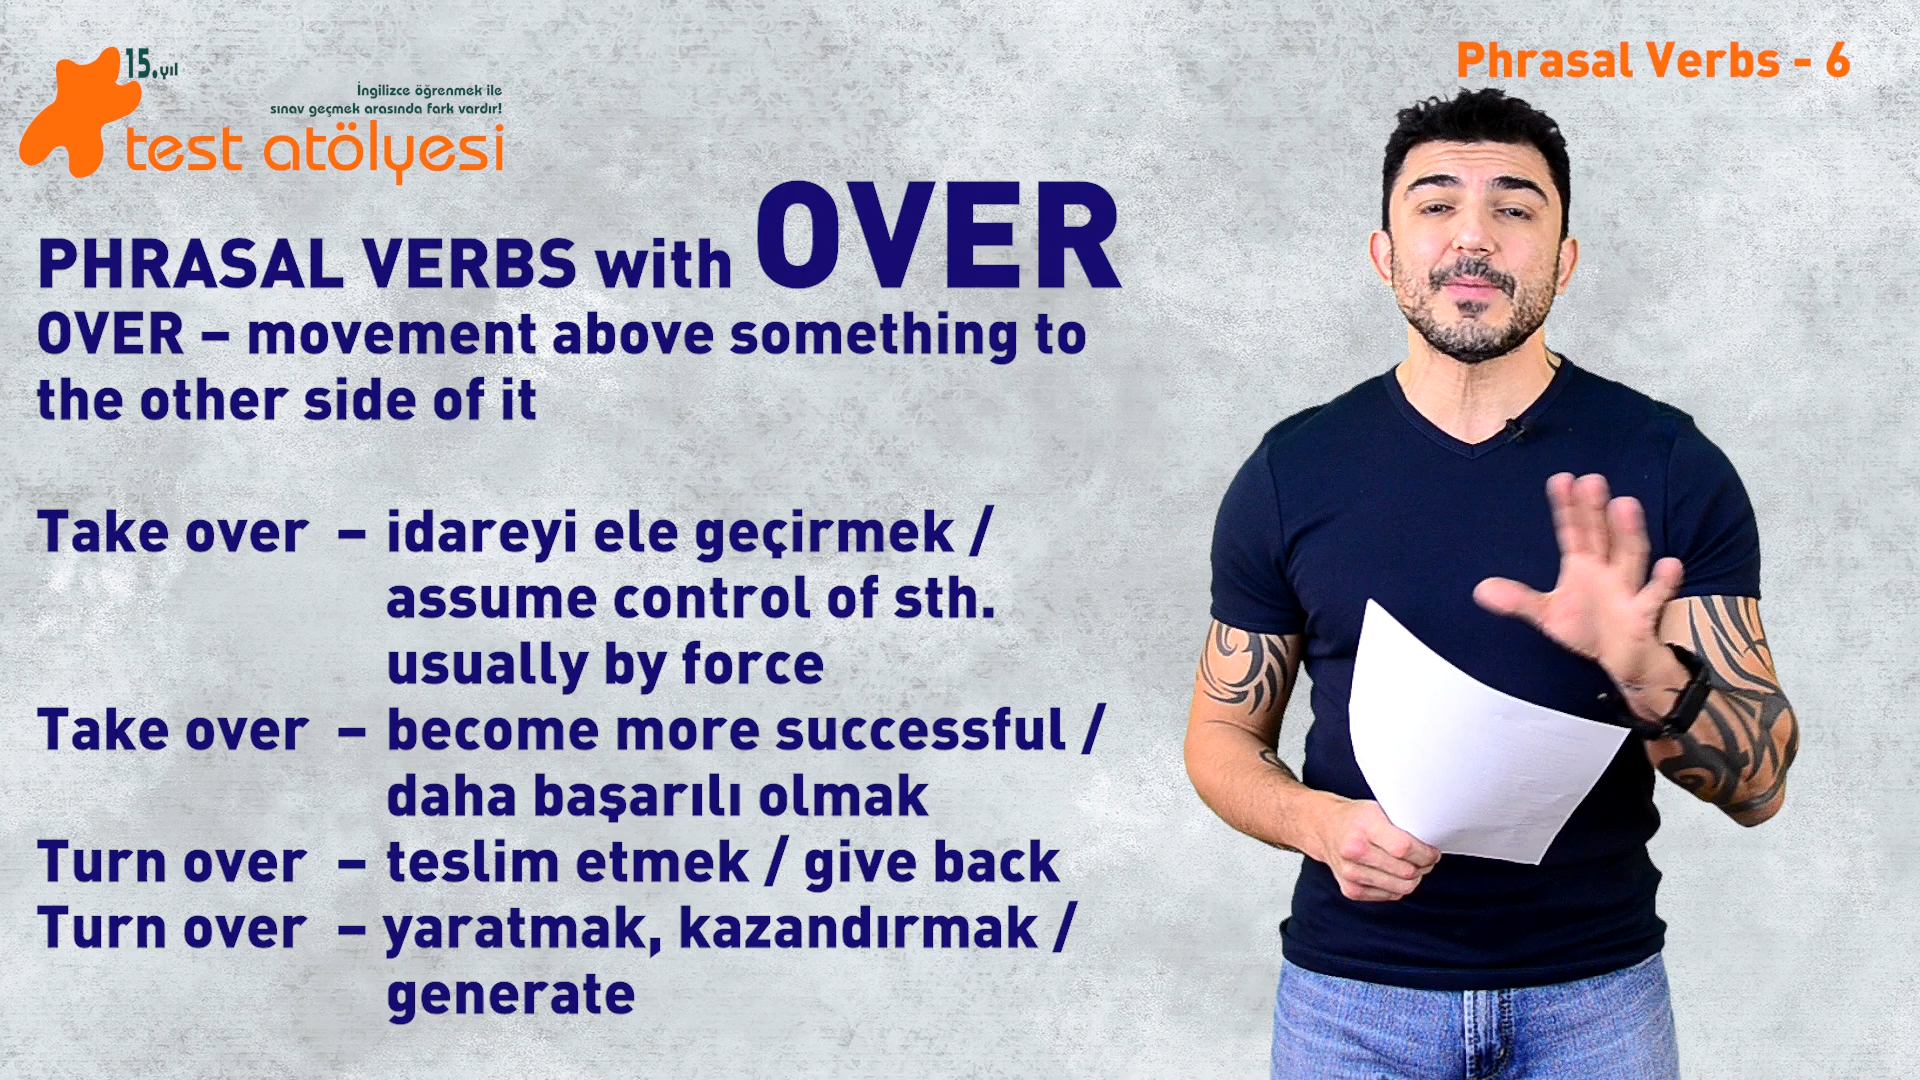 15.yıl
İngilizce öğrenmek ile
sınav geçmek arasında fark vardır!
test atölyesi
Phrasal Verbs - 6
PHRASAL VERBS with OVER
OVER – movement above something to
the other side of it
Take over – idareyi ele geçirmek /
assume control of sth.
usually by force
Take over – become more successful /
daha başarılı olmak
Turn over – teslim etmek / give back
Turn over – yaratmak, kazandırmak /
generate